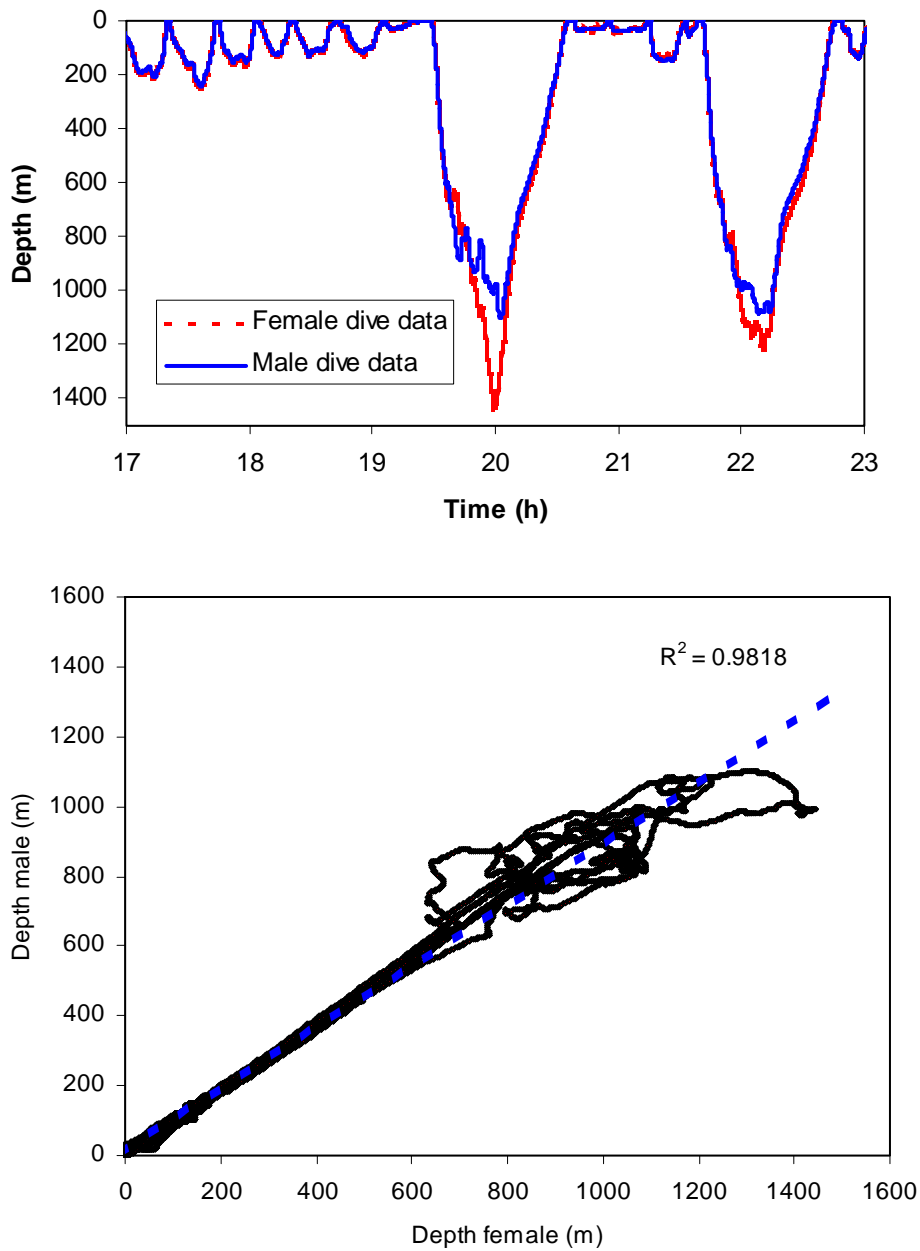 0
200
400
600
800
1000
1200
1400
Depth (m)
Female dive data
Male dive data
17 18 19 20 21 22 23
Time (h)
1600
1400
1200
1000
800
600
400
200
0
Depth male (m)
R² = 0.9818
0 200 400 600 800 1000 1200 1400 1600
Depth female (m)